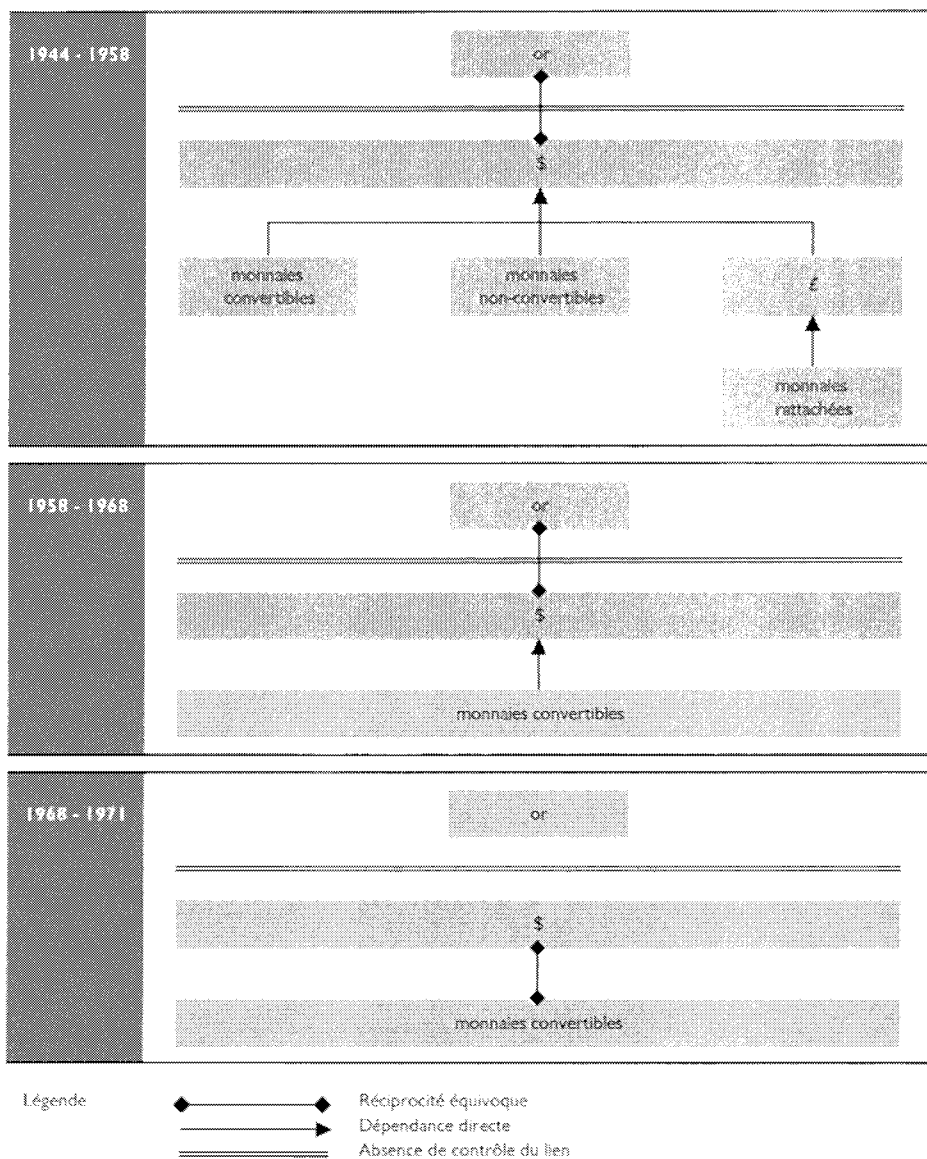 1944 - 1958
or
$
monnaies
convertibles
monnaies
non-convertibles
£
monnaies
rattachées
1958 - 1968
or
$
monnaies convertibles
1968 - 1971
or
$
monnaies convertibles
Légende
Réciprocité équivoque
Dépendance directe
Absence de contrôle du lien